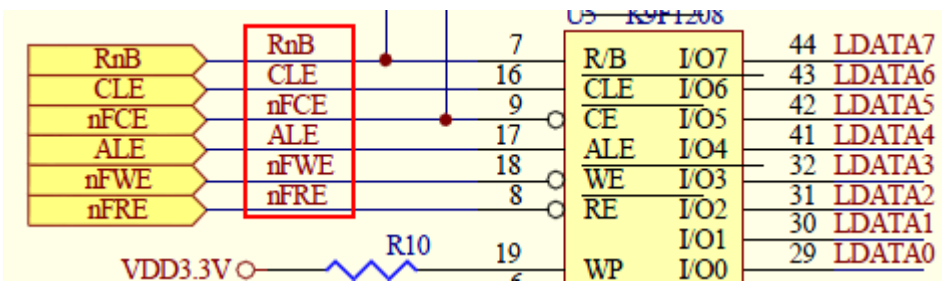 U5 K9F1208
RnB RnB 7 R/B I/O7 44 LDATA7
CLE CLE 16 CLE I/O6 43 LDATA6
nFCE nFCE 9 CE I/O5 42 LDATA5
ALE ALE 17 ALE I/O4 41 LDATA4
nFWE nFWE 18 WE I/O3 32 LDATA3
nFRE nFRE 8 RE I/O2 31 LDATA2
I/O1 30 LDATA1
VDD3.3V R10 19 WP I/O0 29 LDATA0